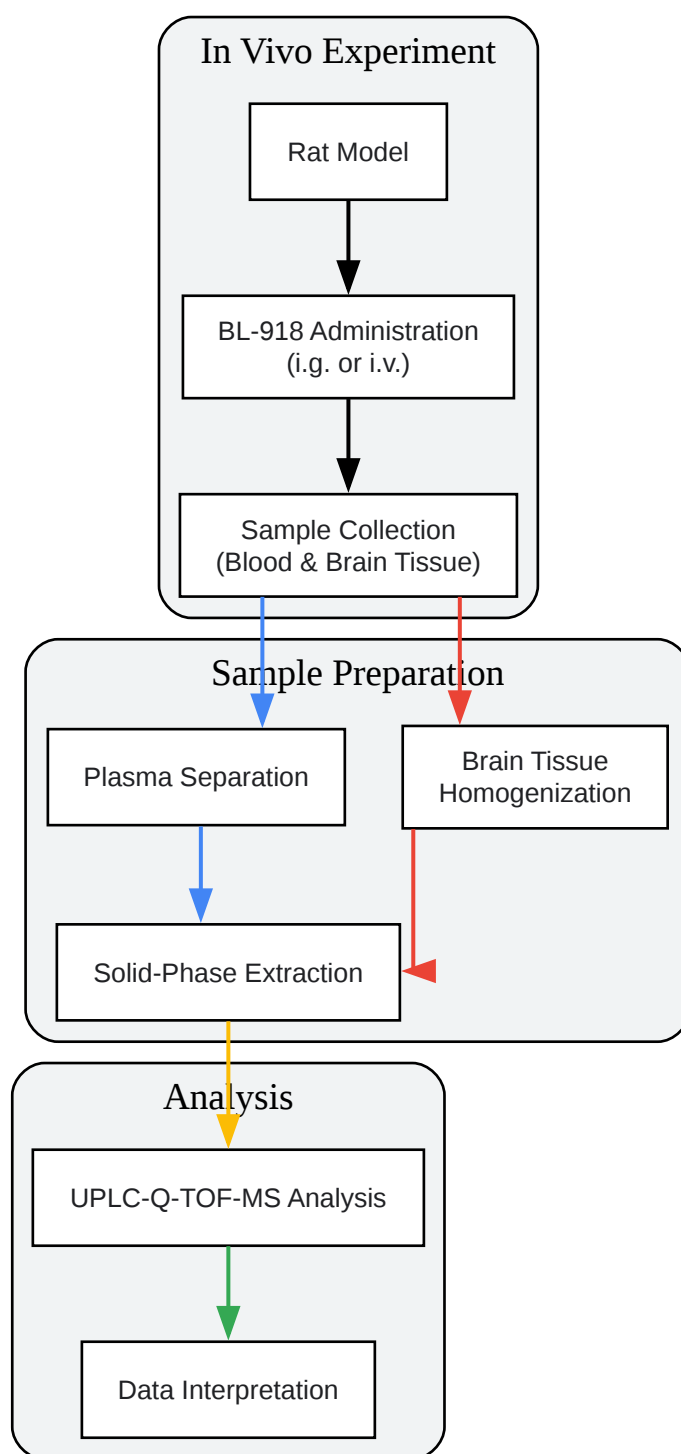 In Vivo Experiment
Rat Model
BL-918 Administration
(i.g. or i.v.)
Sample Collection
(Blood & Brain Tissue)
Sample Preparation
Plasma Separation
Brain Tissue
Homogenization
Solid-Phase Extraction
Analysis
UPLC-Q-TOF-MS Analysis
Data Interpretation